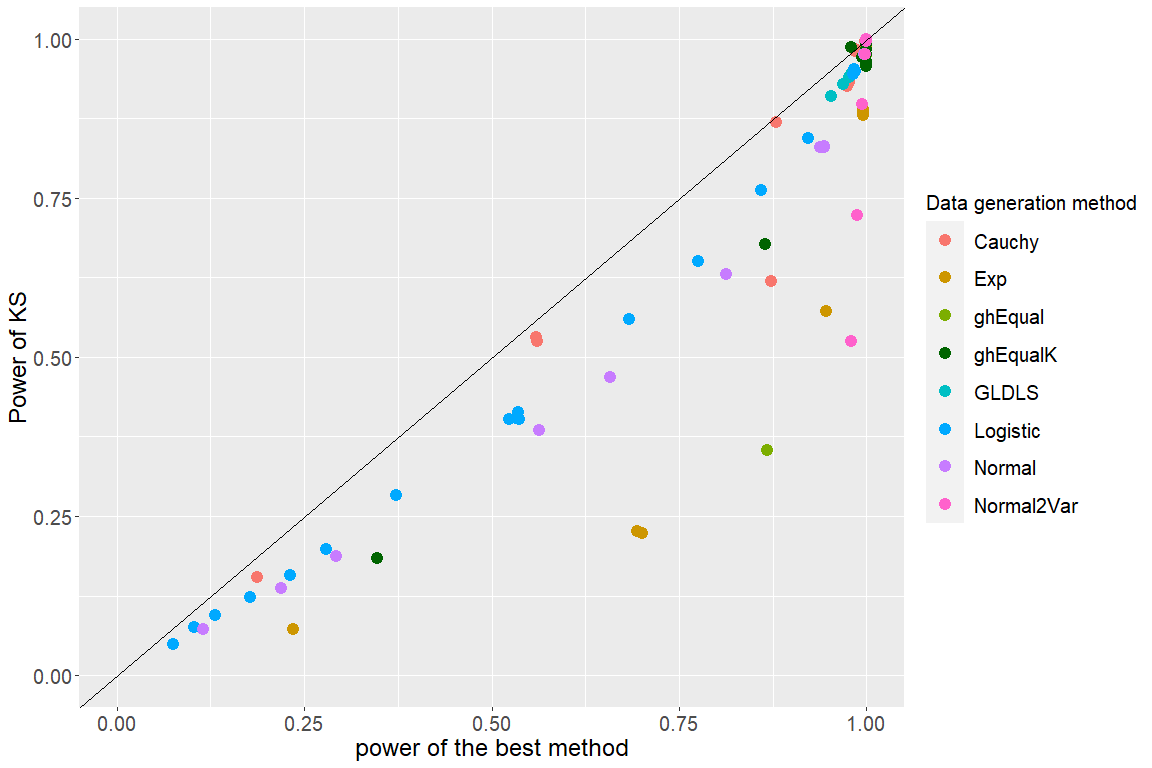 1.00
0.75
0.50
0.25
0.00
Power of KS
0.00 0.25 0.50 0.75 1.00
power of the best method
Data generation method
Cauchy
Exp
ghEqual
ghEqualK
GLDLS
Logistic
Normal
Normal2Var